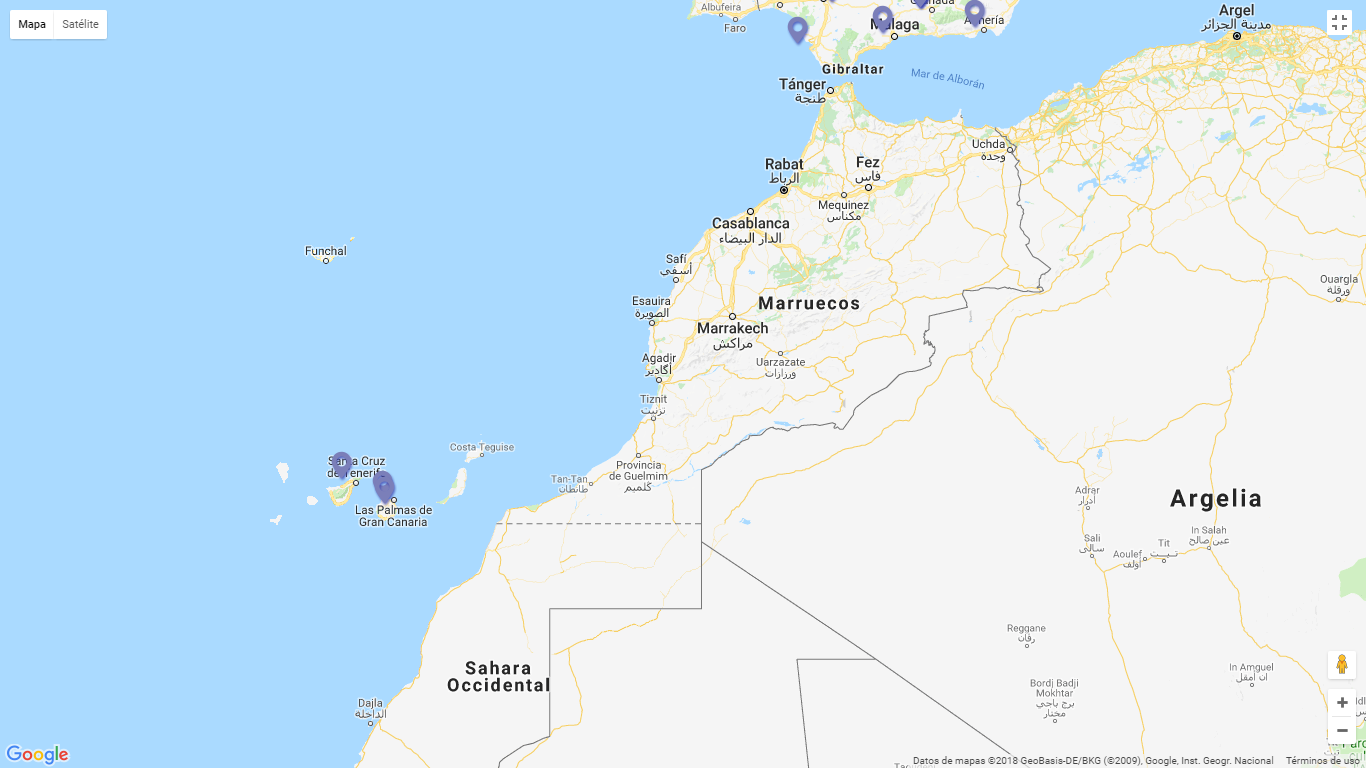 Mapa
Satélite
Albufeira
Faro
Granada
Málaga
Almería
Argel
مدينة الجزائر
Gibraltar
Mar de Alborán
Tánger
طنجة
Uchda
وجدة
Rabat
الرباط
Fez
فاس
Mequinez
مكناس
Casablanca
الدار البيضاء
Funchal
Safí
أسفي
Ouargla
ورقلة
Esauira
الصويرة
Marruecos
Marrakech
مراكش
Agadir
أكادير
Uarzazate
ورزازات
Tiznit
تزنيت
Costa Teguise
Santa Cruz
de Tenerife
Provincia
de Guelmim
كلميم
Tan-Tan
طانطان
Las Palmas de
Gran Canaria
Adrar
أدرار
Argelia
In Salah
عين صالح
Sali
سالي
Tit
تـيـــت
Aoulef
أولف
Reggane
رقان
Sahara
Occidental
In Amguel
ان امقل
Bordj Badji
Mokhtar
برج باجي
مختار
Dajla
الداخلة
Google
Datos de mapas ©2018 GeoBasis-DE/BKG (©2009), Google, Inst. Geogr. Nacional
Términos de uso